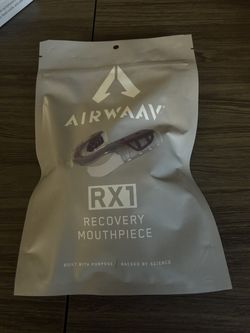 AIRWAAV
RX1
RECOVERY
MOUTHPIECE
BUILT WITH PURPOSE / BACKED BY SCIENCE